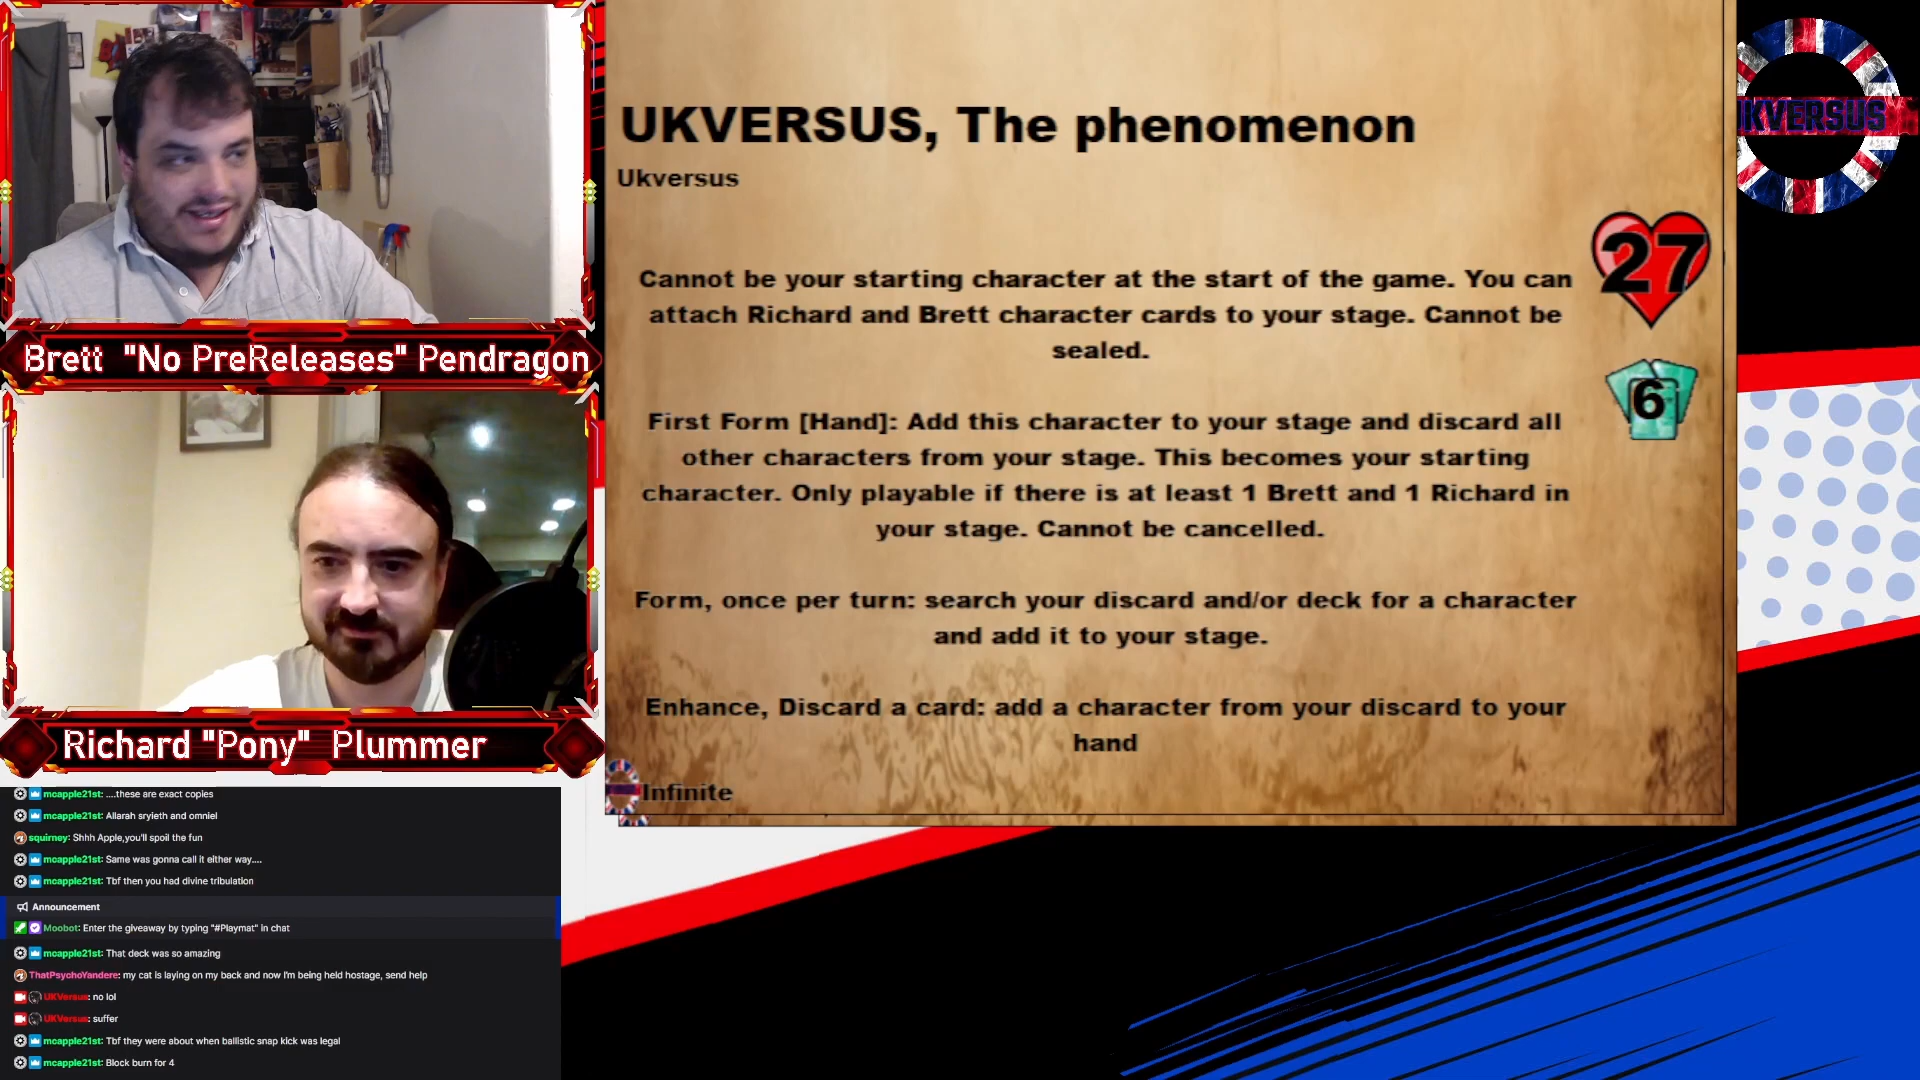 UKVERSUS, The phenomenon
Ukversus
Cannot be your starting character at the start of the game. You can
attach Richard and Brett character cards to your stage. Cannot be
sealed.
First Form [Hand]: Add this character to your stage and discard all
other characters from your stage. This becomes your starting
character. Only playable if there is at least 1 Brett and 1 Richard in
your stage. Cannot be cancelled.
Form, once per turn: search your discard and/or deck for a character
and add it to your stage.
Enhance, Discard a card: add a character from your discard to your
hand
Infinite
27
6
KVERSUS
Brett "No PreReleases" Pendragon
Richard "Pony" Plummer
mcapple21st: ....these are exact copies
mcapple21st: Allarah sryieth and omniel
squirney: Shhh Apple,you'll spoil the fun
mcapple21st: Same was gonna call it either way....
mcapple21st: Tbf then you had divine tribulation
Announcement
Moobot: Enter the giveaway by typing "#Playmat" in chat
mcapple21st: That deck was so amazing
ThatPsychoYandere: my cat is laying on my back and now I'm being held hostage, send help
UKVersus: no lol
UKVersus: suffer
mcapple21st: Tbf they were about when ballistic snap kick was legal
mcapple21st: Block burn for 4